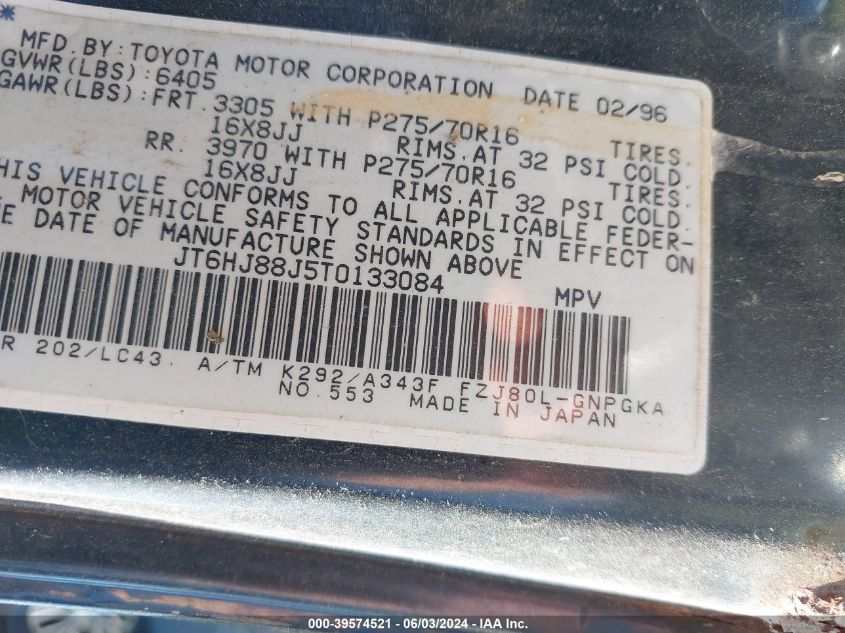 *
MFD.BY:TOYOTA MOTOR CORPORATION DATE 02/96
GVWR(LBS):6405
GAWR(LBS):FRT. 3305 WITH P275/70R16 TIRES.
16X8JJ RIMS.AT 32 PSI COLD.
RR. 3970 WITH P275/70R16 TIRES.
16X8JJ RIMS.AT 32 PSI COLD.
HIS VEHICLE CONFORMS TO ALL APPLICABLE FEDER-
MOTOR VEHICLE SAFETY STANDARDS IN EFFECT ON
E DATE OF MANUFACTURE SHOWN ABOVE
JT6HJ88J5T0133084 MPV
R 202/LC43 A/TM K292/A343F FZJ80L-GNPGKA
NO.553 MADE IN JAPAN
000-39574521 | 06/03/2024 | IAA Inc.